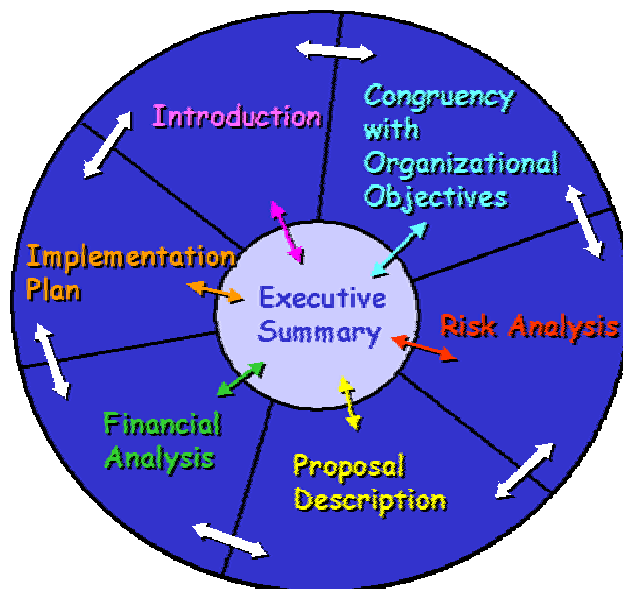 Introduction
Congruency
with
Organizational
Objectives
Implementation
Plan
Executive
Summary
Risk Analysis
Financial
Analysis
Proposal
Description